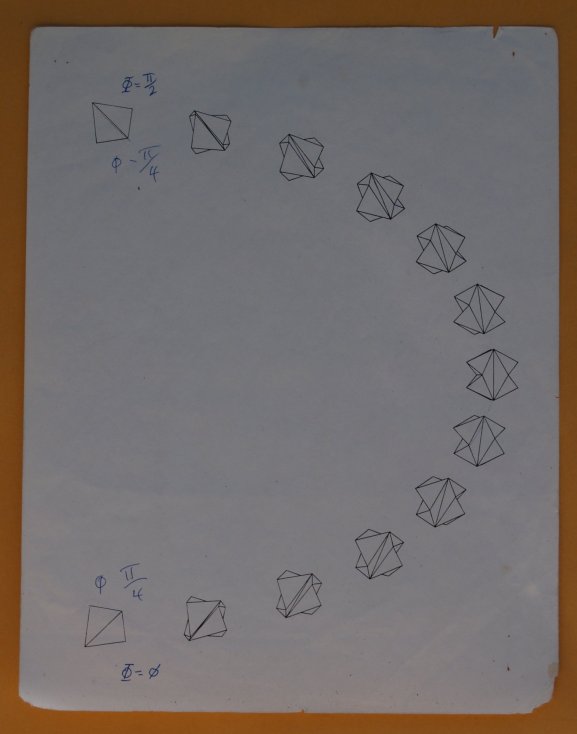 Φ = π/2
φ - π/4
φ π/4
Φ = ø